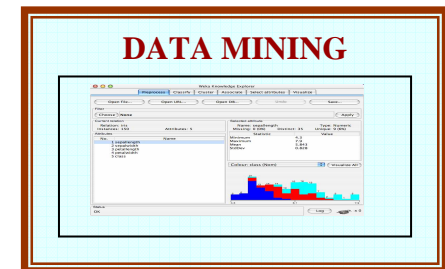 DATA MINING
Weka Knowledge Explorer
Preprocess Classify Cluster Associate Select attributes Visualize
Open File... Open URL... Open DB... Undo Save...
Filter
Choose None Apply
Current relation
Relation: iris
Instances: 150 Attributes: 5
Selected attribute
Name: sepallength Type: Numeric
Missing: 0 (0%) Distinct: 35 Unique: 9 (6%)
Attributes
No. Name
1 sepallength
2 sepalwidth
3 petallength
4 petalwidth
5 class
Statistic Value
Minimum 4.3
Maximum 7.9
Mean 5.843
StdDev 0.828
Colour: class (Nom) Visualize All
Status
OK
Log x 0